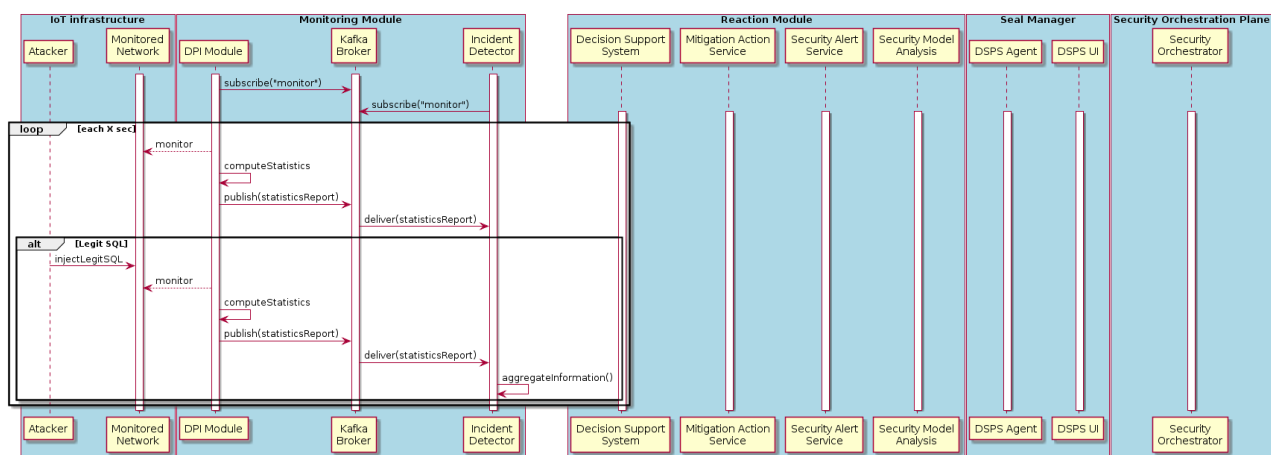 IoT infrastructure
Monitoring Module
Reaction Module
Seal Manager
Security Orchestration Plane
Atacker
Monitored
Network
DPI Module
Kafka
Broker
Incident
Detector
Decision Support
System
Mitigation Action
Service
Security Alert
Service
Security Model
Analysis
DSPS Agent
DSPS UI
Security
Orchestrator
subscribe("monitor")
subscribe("monitor")
loop [each X sec]
monitor
computeStatistics
publish(statisticsReport)
deliver(statisticsReport)
alt [Legit SQL]
injectLegitSQL
monitor
computeStatistics
publish(statisticsReport)
deliver(statisticsReport)
aggregateInformation()
Atacker
Monitored
Network
DPI Module
Kafka
Broker
Incident
Detector
Decision Support
System
Mitigation Action
Service
Security Alert
Service
Security Model
Analysis
DSPS Agent
DSPS UI
Security
Orchestrator